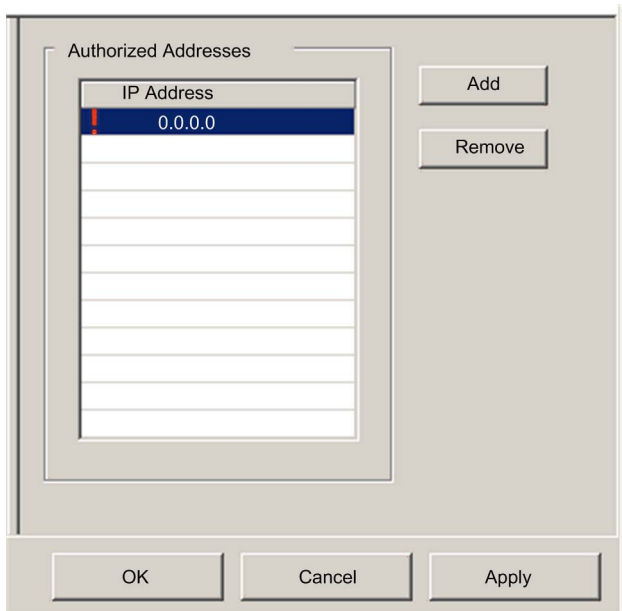 Authorized Addresses
IP Address
! 0.0.0.0
Add
Remove
OK
Cancel
Apply